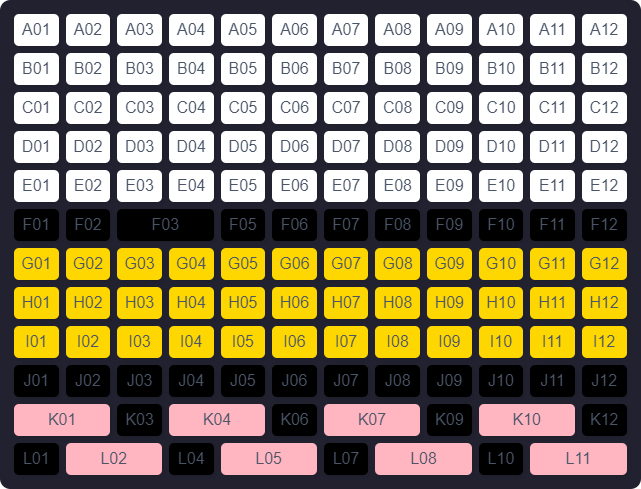 A01 A02 A03 A04 A05 A06 A07 A08 A09 A10 A11 A12
B01 B02 B03 B04 B05 B06 B07 B08 B09 B10 B11 B12
C01 C02 C03 C04 C05 C06 C07 C08 C09 C10 C11 C12
D01 D02 D03 D04 D05 D06 D07 D08 D09 D10 D11 D12
E01 E02 E03 E04 E05 E06 E07 E08 E09 E10 E11 E12
F01 F02 F03 F05 F06 F07 F08 F09 F10 F11 F12
G01 G02 G03 G04 G05 G06 G07 G08 G09 G10 G11 G12
H01 H02 H03 H04 H05 H06 H07 H08 H09 H10 H11 H12
I01 I02 I03 I04 I05 I06 I07 I08 I09 I10 I11 I12
J01 J02 J03 J04 J05 J06 J07 J08 J09 J10 J11 J12
K01 K03 K04 K06 K07 K09 K10 K12
L01 L02 L04 L05 L07 L08 L10 L11